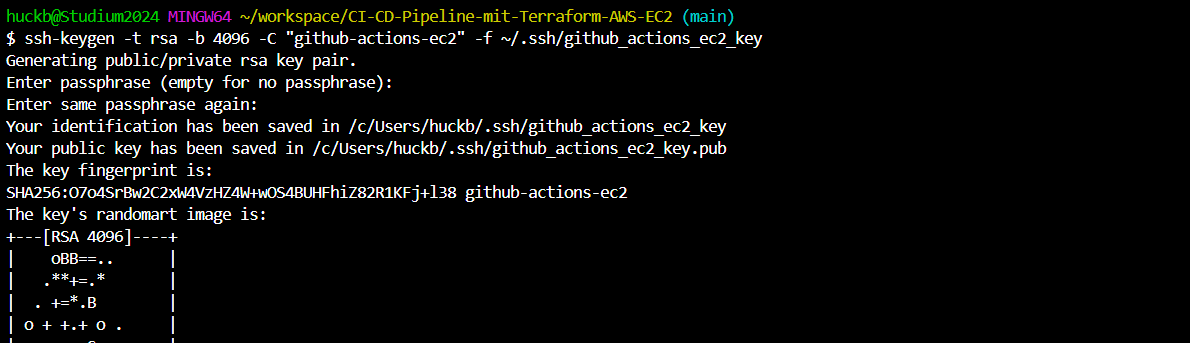 huckb@Studium2024 MINGW64 ~/workspace/CI-CD-Pipeline-mit-Terraform-AWS-EC2 (main)
$ ssh-keygen -t rsa -b 4096 -C "github-actions-ec2" -f ~/.ssh/github_actions_ec2_key
Generating public/private rsa key pair.
Enter passphrase (empty for no passphrase):
Enter same passphrase again:
Your identification has been saved in /c/Users/huckb/.ssh/github_actions_ec2_key
Your public key has been saved in /c/Users/huckb/.ssh/github_actions_ec2_key.pub
The key fingerprint is:
SHA256:O7o4SrBw2C2xW4VzHZ4W+wOS4BUHFhiZ82R1KFj+l38 github-actions-ec2
The key's randomart image is:
+---[RSA 4096]----+
|    oBB==..      |
|   .**+=.*       |
|  . +=*.B        |
| o + +.+ o .     |